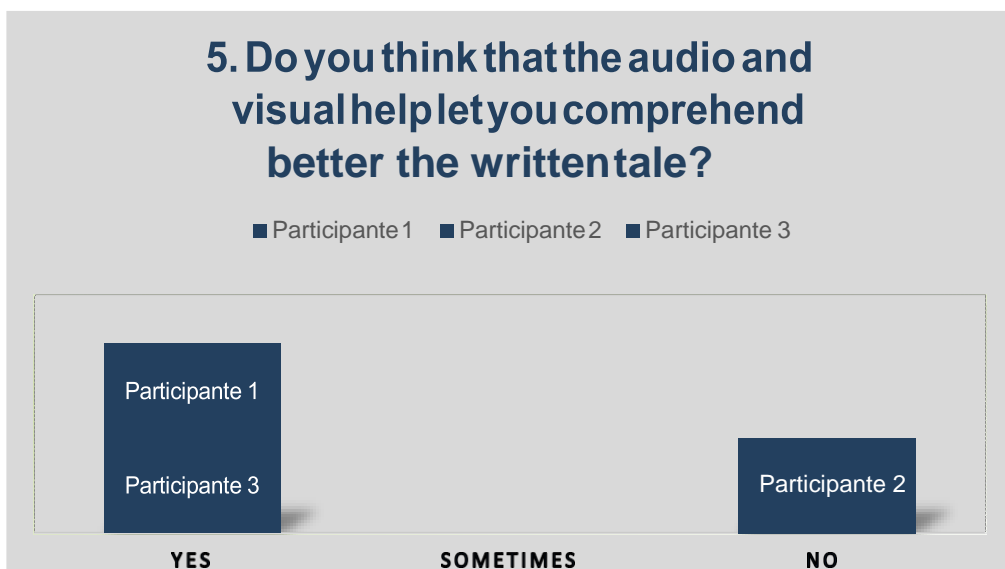 5. Do you think that the audio and
visual help let you comprehend
better the written tale?
Participante 1 Participante 2 Participante 3
Participante 1
Participante 3
Participante 2
YES SOMETIMES NO